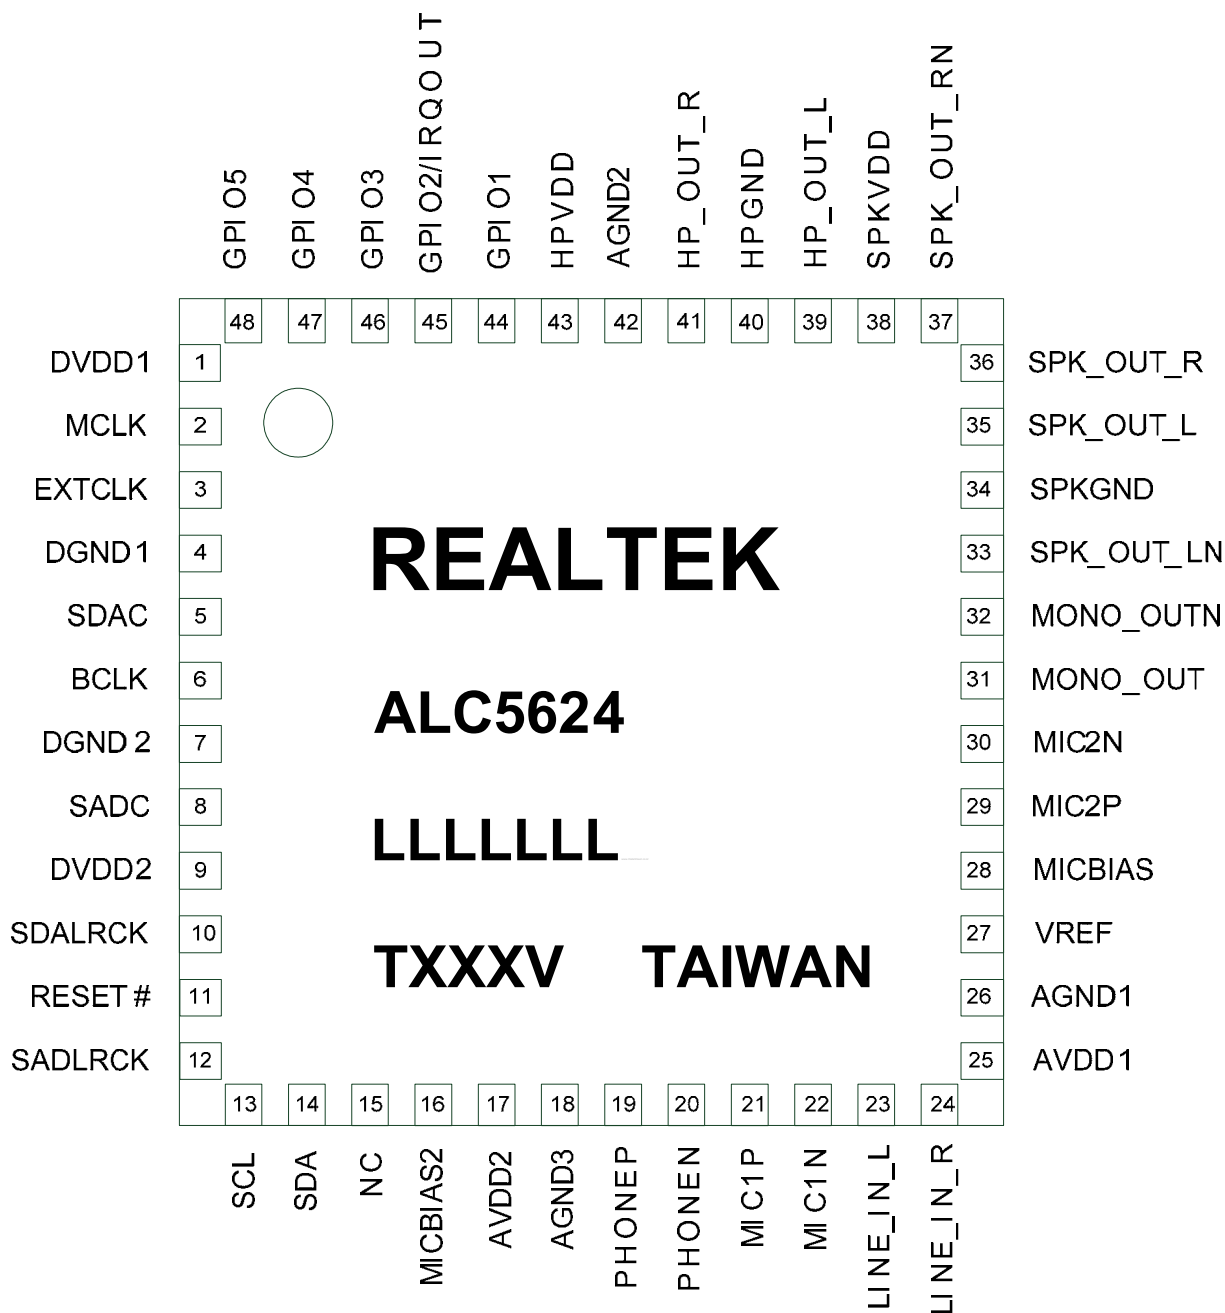 GPIO5
GPIO4
GPIO3
GPIO2/IRQOUT
GPIO1
HPVDD
AGND2
HP_OUT_R
HPGND
HP_OUT_L
SPKVDD
SPK_OUT_RN
48 47 46 45 44 43 42 41 40 39 38 37
DVDD1 1 36 SPK_OUT_R
MCLK 2 35 SPK_OUT_L
EXTCLK 3 34 SPKGND
DGND1 4 33 SPK_OUT_LN
REALTEK
SDAC 5 32 MONO_OUTN
BCLK 6 31 MONO_OUT
ALC5624
DGND2 7 30 MIC2N
SADC 8 29 MIC2P
LLLLLLL
DVDD2 9 28 MICBIAS
SDALRCK 10 27 VREF
TXXXV TAIWAN
RESET# 11 26 AGND1
SADLRCK 12 25 AVDD1
13 14 15 16 17 18 19 20 21 22 23 24
SCL
SDA
NC
MICBIAS2
AVDD2
AGND3
PHONEP
PHONEN
MIC1P
MIC1N
LINE_IN_L
LINE_IN_R